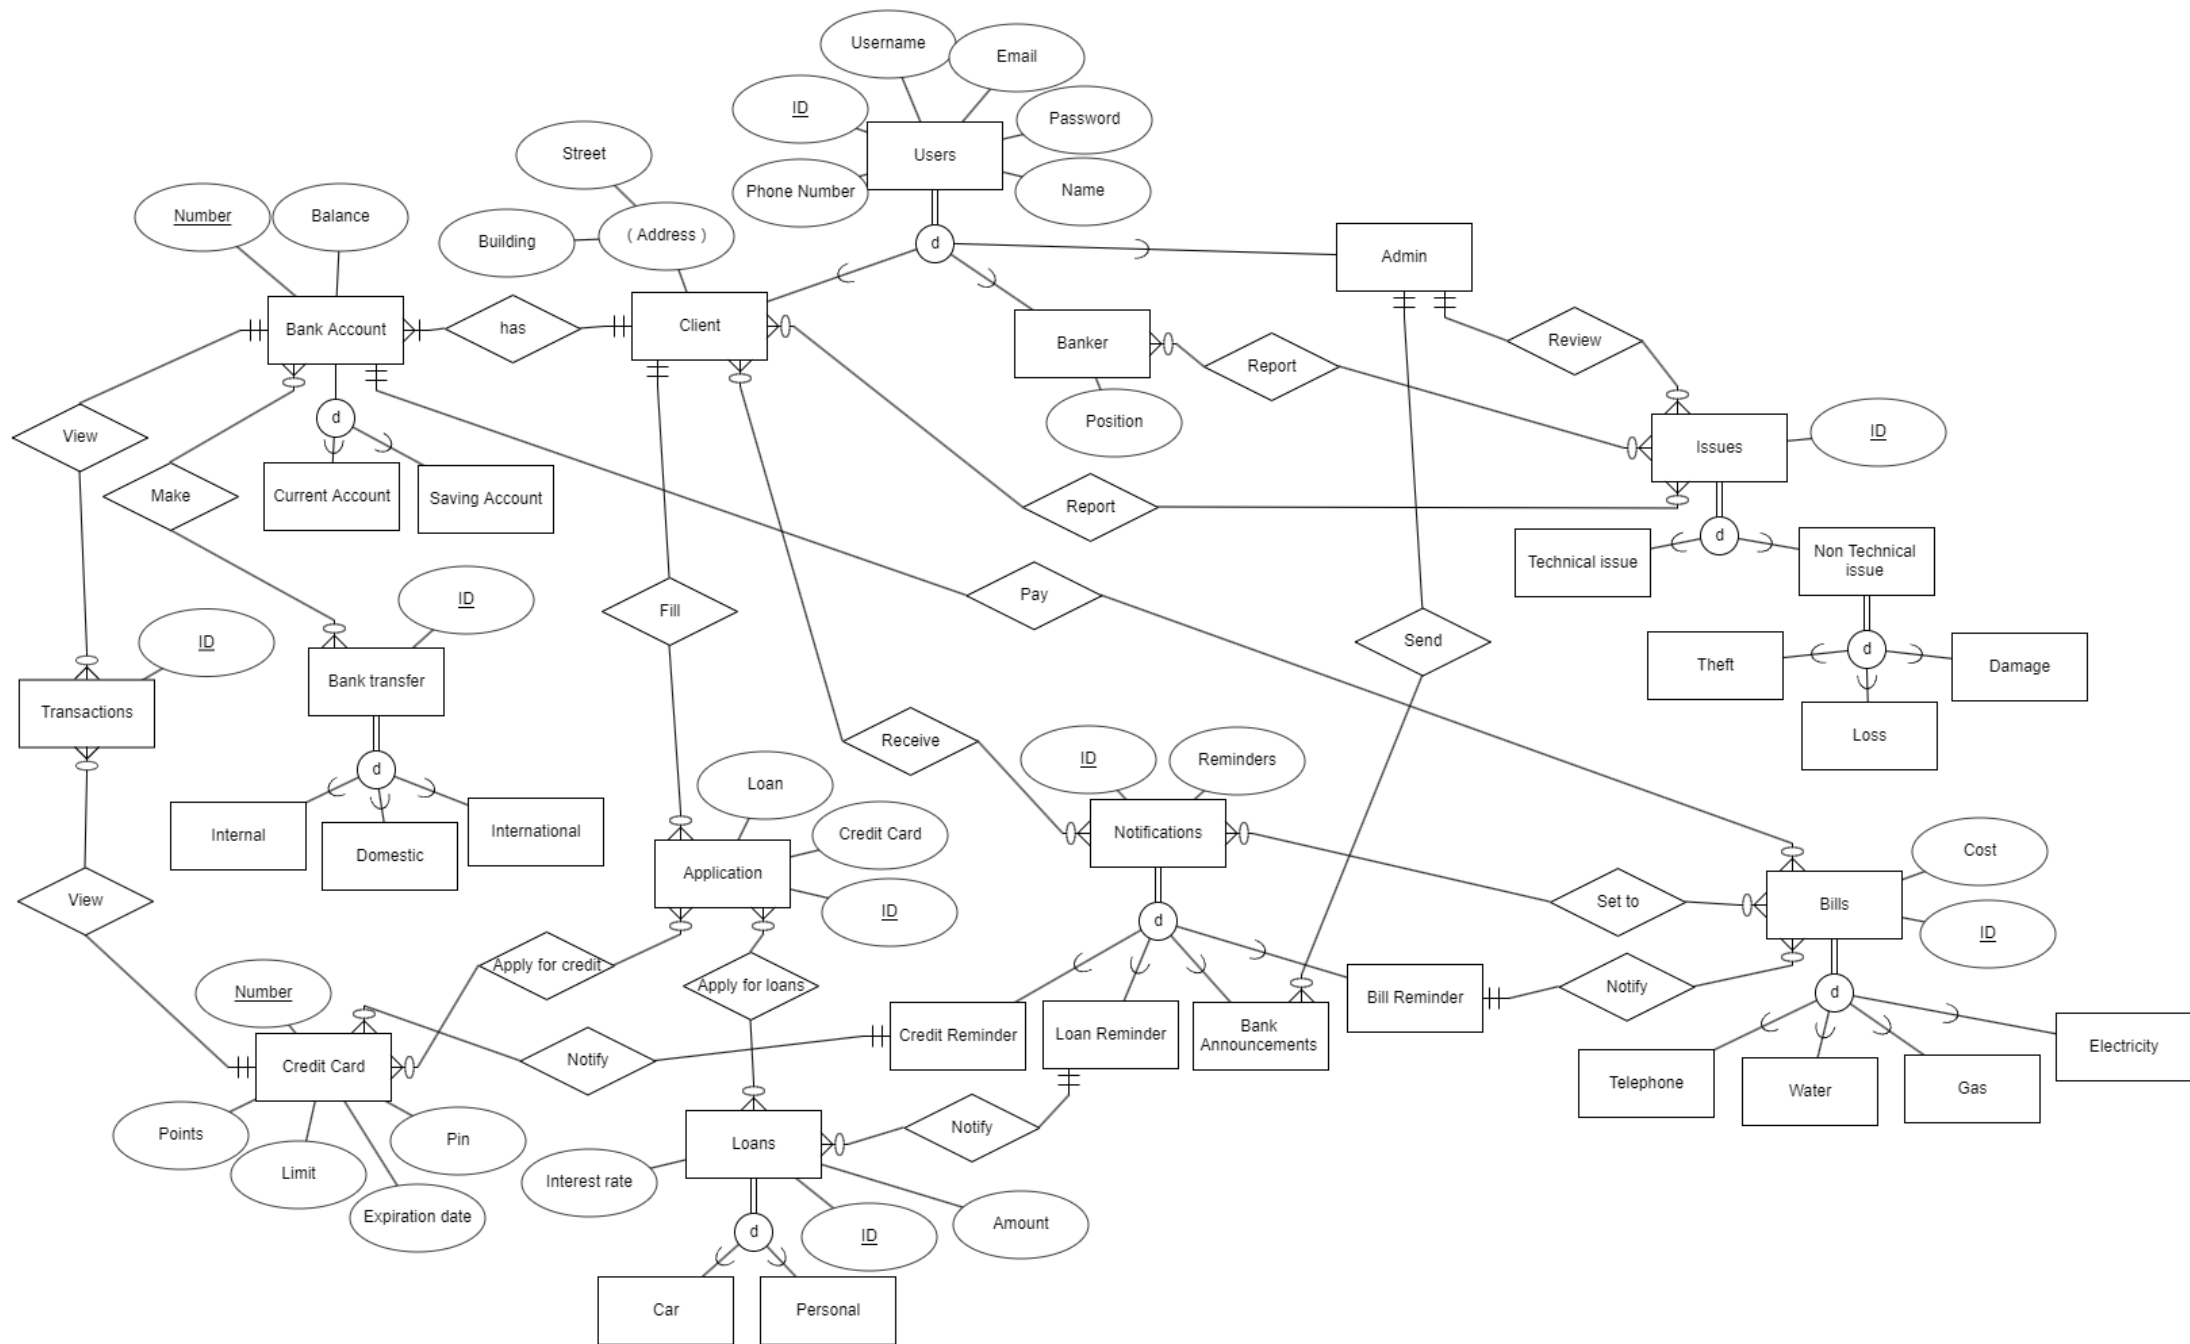 Username
Email
ID
Password
Users
Street
Phone Number
Name
Number
Balance
Building
( Address )
d
Admin
Bank Account
has
Client
Banker
Report
Review
Position
d
View
Issues
ID
Make
Current Account
Saving Account
Report
d
Technical issue
Non Technical
issue
Fill
Pay
ID
Send
ID
d
Theft
Damage
Bank transfer
Transactions
Loss
Receive
ID
Reminders
d
Loan
Internal
Domestic
International
Credit Card
Notifications
Cost
Application
View
ID
d
Set to
Bills
ID
Apply for credit
Apply for loans
Number
Notify
d
Bill Reminder
Credit Reminder
Loan Reminder
Bank
Announcements
Electricity
Credit Card
Notify
Telephone
Water
Gas
Points
Pin
Loans
Notify
Limit
Interest rate
Expiration date
d
ID
Amount
Car
Personal